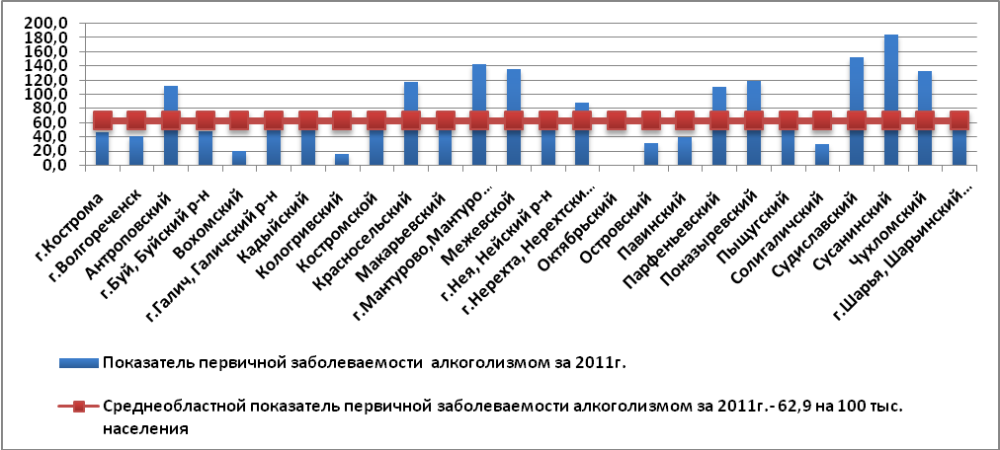 200,0
180,0
160,0
140,0
120,0
100,0
80,0
60,0
40,0
20,0
0,0
г.Кострома
г.Волгореченск
Антроповский
г.Буй, Буйский р-н
Вохомский
г.Галич, Галичский р-н
Кадыйский
Кологривский
Костромской
Красносельский
Макарьевский
г.Мантурово,Мантуро...
Межевской
г.Нея, Нейский р-н
г.Нерехта, Нерехтски...
Октябрьский
Островский
Павинский
Парфеньевский
Поназыревский
Пыщугский
Солигаличский
Судиславский
Сусанинский
Чухломский
г.Шарья, Шарьинский...
Показатель первичной заболеваемости алкоголизмом за 2011г.
Среднеобластной показатель первичной заболеваемости алкоголизмом за 2011г.- 62,9 на 100 тыс.
населения